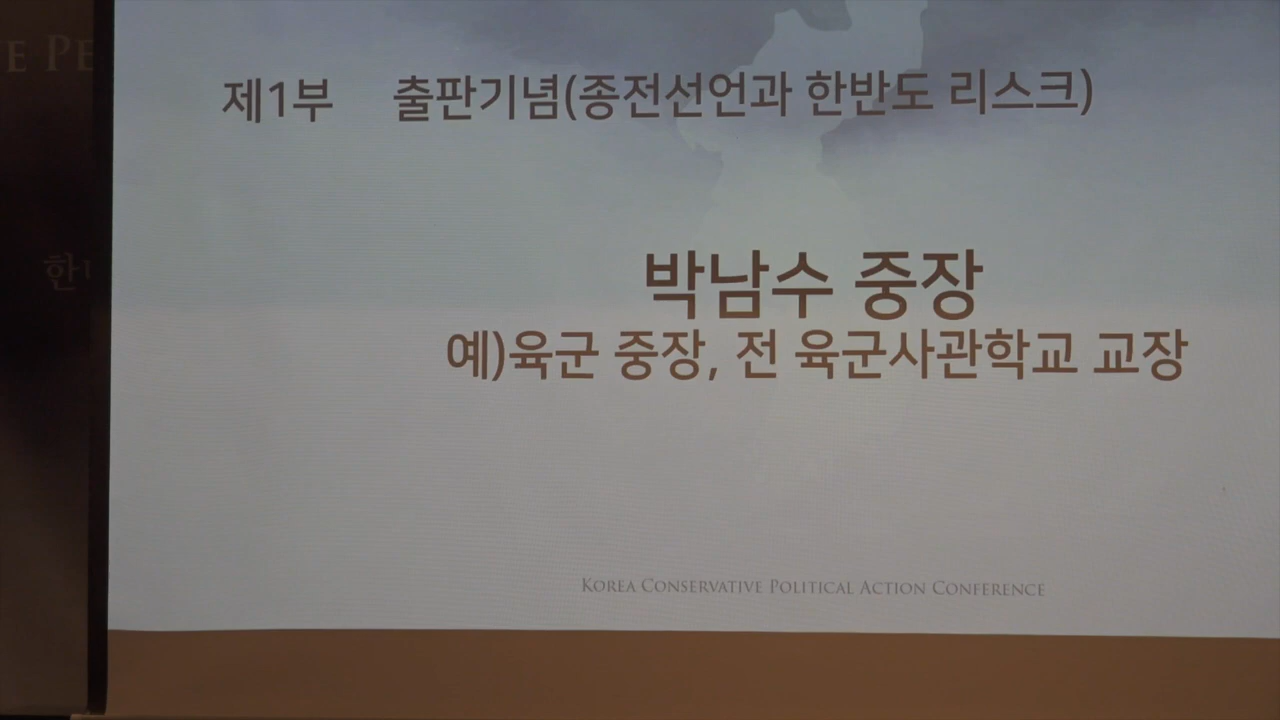 E PE
제1부 출판기념(종전선언과 한반도 리스크)
한
박남수 중장
예)육군 중장, 전 육군사관학교 교장
KOREA CONSERVATIVE POLITICAL ACTION CONFERENCE